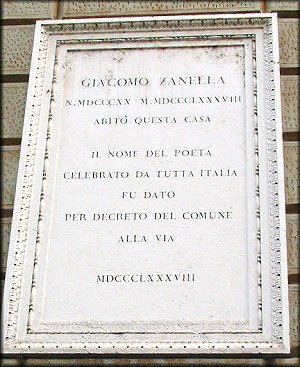 GIACOMO ZANELLA
N. MDCCCXX M. MDCCCLXXXVIII
ABITÒ QUESTA CASA
IL NOME DEL POETA
CELEBRATO DA TUTTA ITALIA
FU DATO
PER DECRETO DEL COMUNE
ALLA VIA
MDCCCLXXXVIII